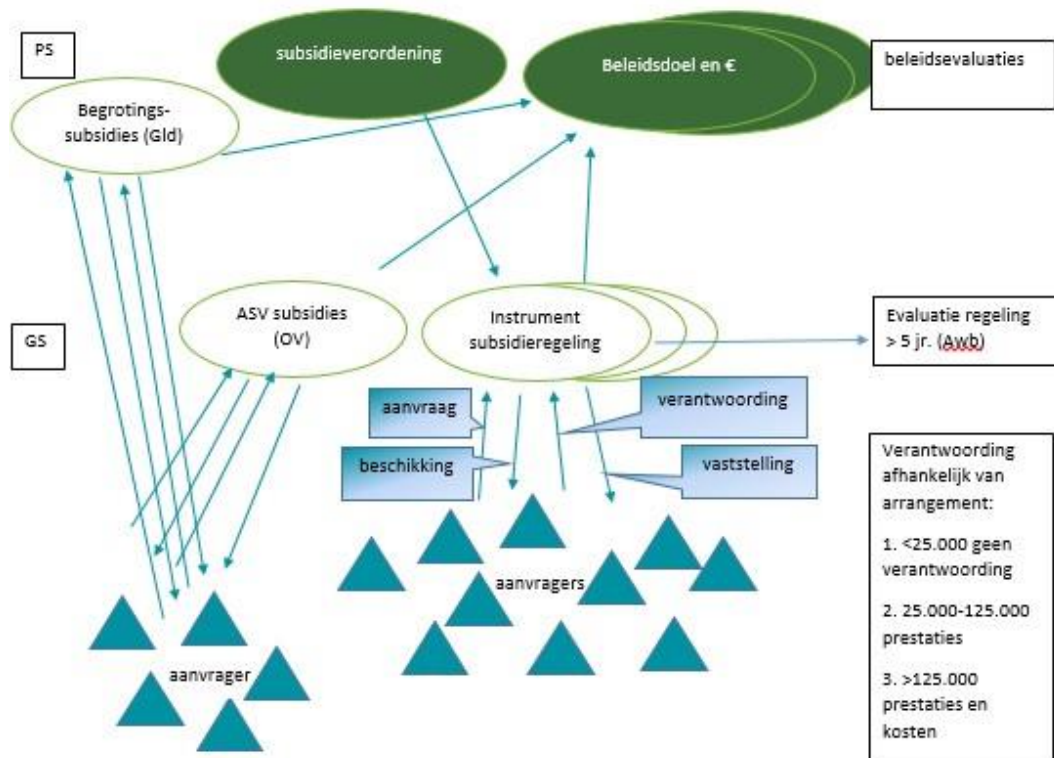 PS
subsidieverordening
Beleidsdoel en €
beleidsevaluaties
Begrotings-
subsidies (Gld)
GS
ASV subsidies
(OV)
Instrument
subsidieregeling
Evaluatie regeling
> 5 jr. (Awb)
aanvraag
verantwoording
beschikking
vaststelling
aanvragers
aanvrager
Verantwoording
afhankelijk van
arrangement:
1. <25.000 geen
verantwoording
2. 25.000-125.000
prestaties
3. >125.000
prestaties en
kosten